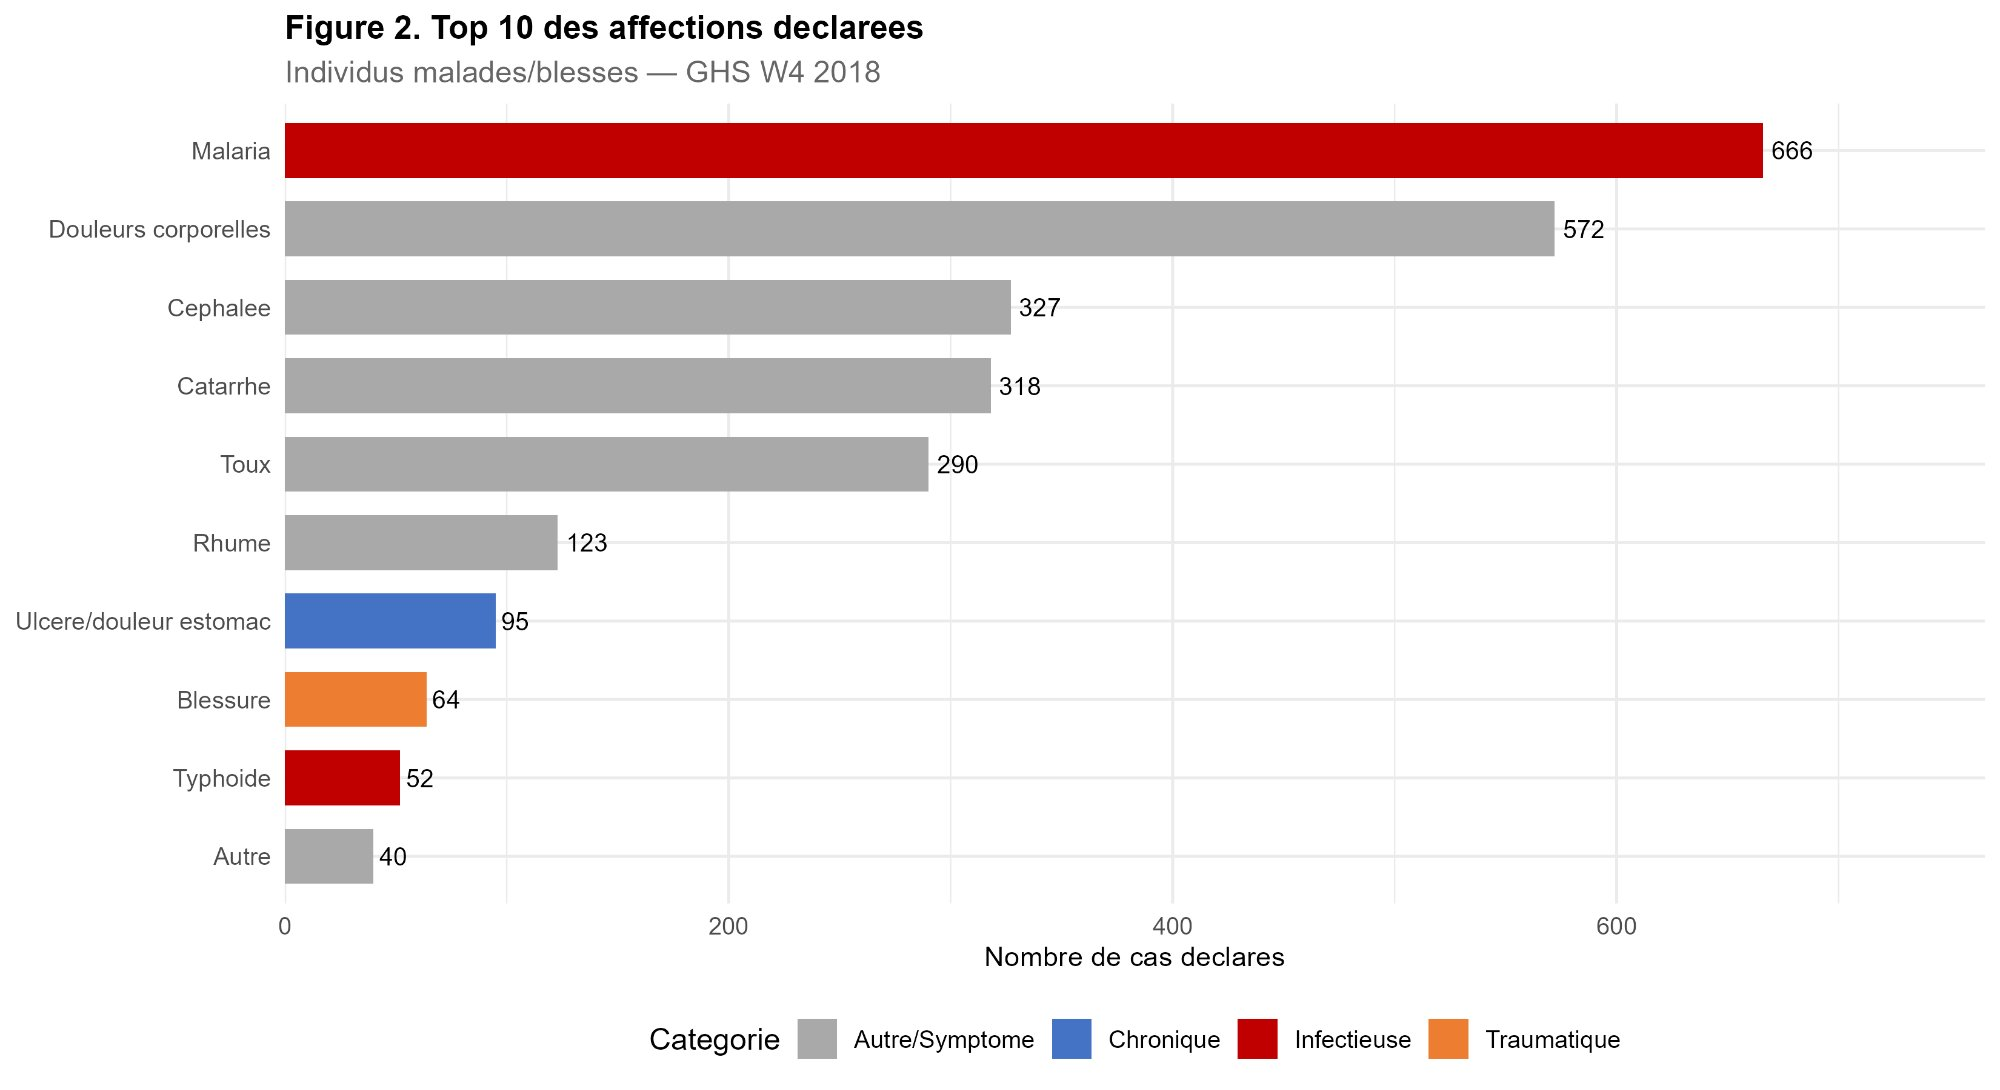 Figure 2. Top 10 des affections declarees
Individus malades/blesses — GHS W4 2018
Malaria 666
Douleurs corporelles 572
Cephalee 327
Catarrhe 318
Toux 290
Rhume 123
Ulcere/douleur estomac 95
Blessure 64
Typhoide 52
Autre 40
0 200 400 600
Nombre de cas declares
Categorie Autre/Symptome Chronique Infectieuse Traumatique